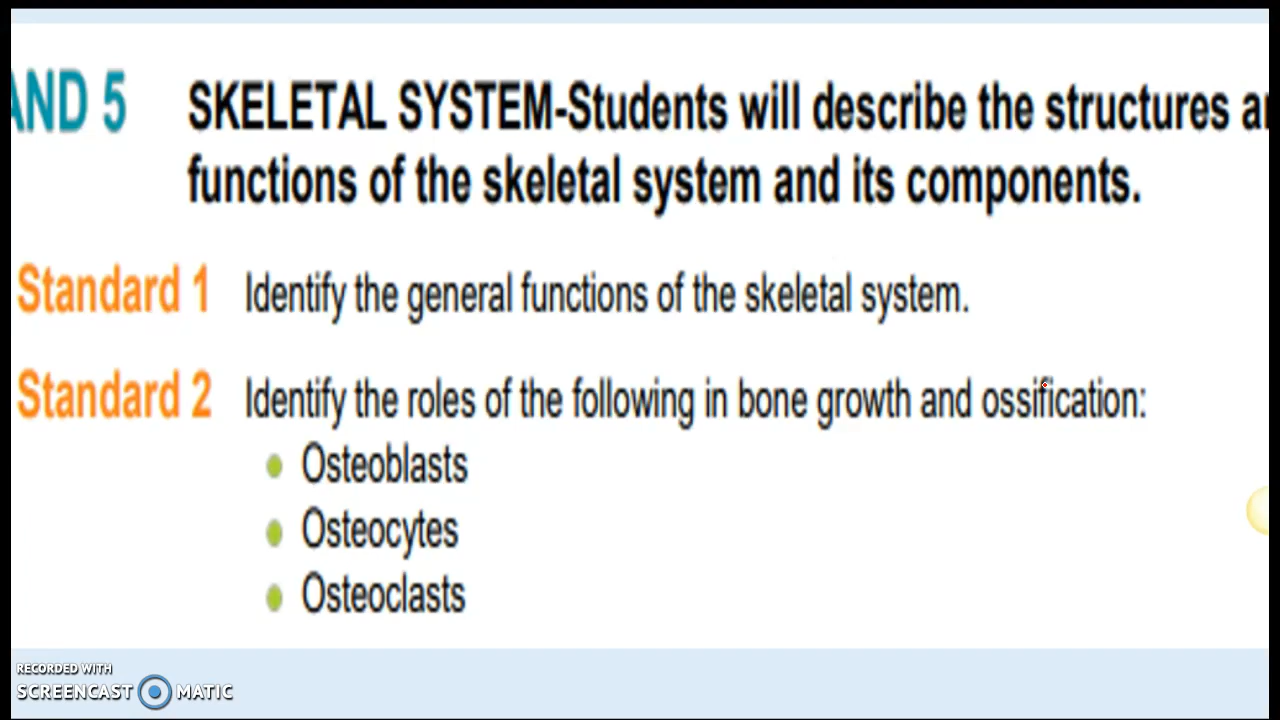 AND 5 SKELETAL SYSTEM-Students will describe the structures
functions of the skeletal system and its components.
Standard 1 Identify the general functions of the skeletal system.
Standard 2 Identify the roles of the following in bone growth and ossification:
Osteoblasts
Osteocytes
Osteoclasts
RECORDED WITH
SCREENCAST MATIC